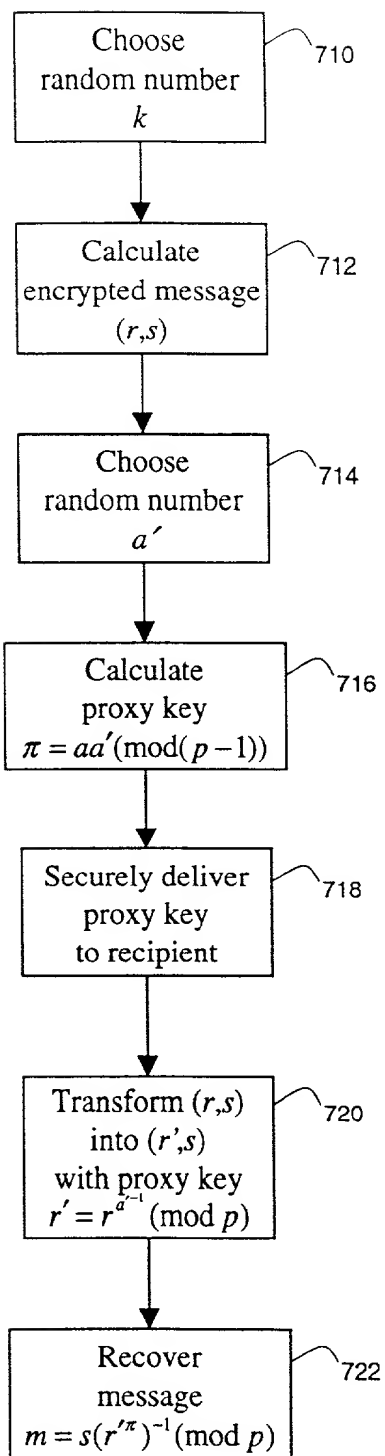 Choose
random number
k
710
Calculate
encrypted message
(r,s)
712
Choose
random number
a′
714
Calculate
proxy key
π = aa′(mod(p−1))
716
Securely deliver
proxy key
to recipient
718
Transform (r,s)
into (r',s)
with proxy key
r′ = r^{a′^{-1}} (mod p)
720
Recover
message
m = s(r′^π)^{-1} (mod p)
722